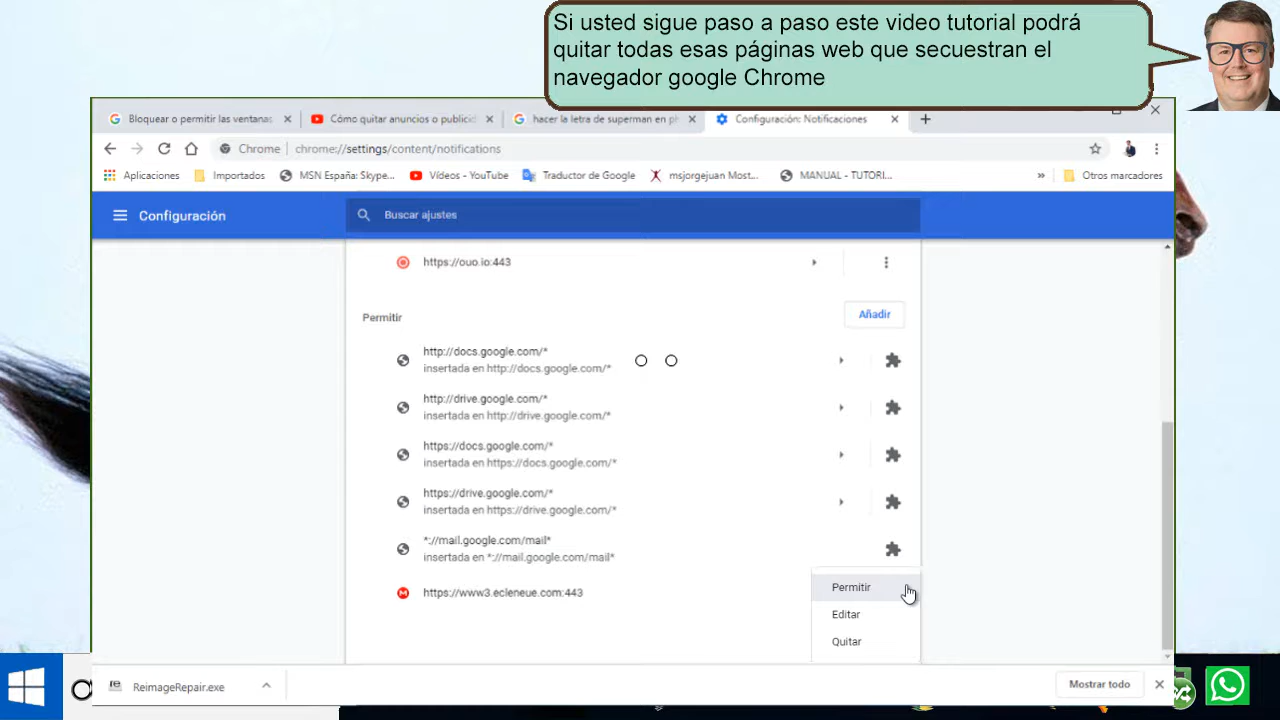 Si usted sigue paso a paso este video tutorial podrá
quitar todas esas páginas web que secuestran el
navegador google Chrome
Bloquear o permitir las ventanas
Cómo quitar anuncios o publicid
hacer la letra de superman en ph
Configuración: Notificaciones
Chrome | chrome://settings/content/notifications
Aplicaciones
Importados
MSN España: Skype...
Vídeos - YouTube
Traductor de Google
msjorgejuan Most...
MANUAL - TUTORI...
»
Otros marcadores
Configuración
Buscar ajustes
https://ouo.io:443
Permitir
Añadir
http://docs.google.com/*
insertada en http://docs.google.com/*
http://drive.google.com/*
insertada en http://drive.google.com/*
https://docs.google.com/*
insertada en https://docs.google.com/*
https://drive.google.com/*
insertada en https://drive.google.com/*
*://mail.google.com/mail*
insertada en *://mail.google.com/mail*
https://www3.ecleneue.com:443
Permitir
Editar
Quitar
ReimageRepair.exe
Mostrar todo